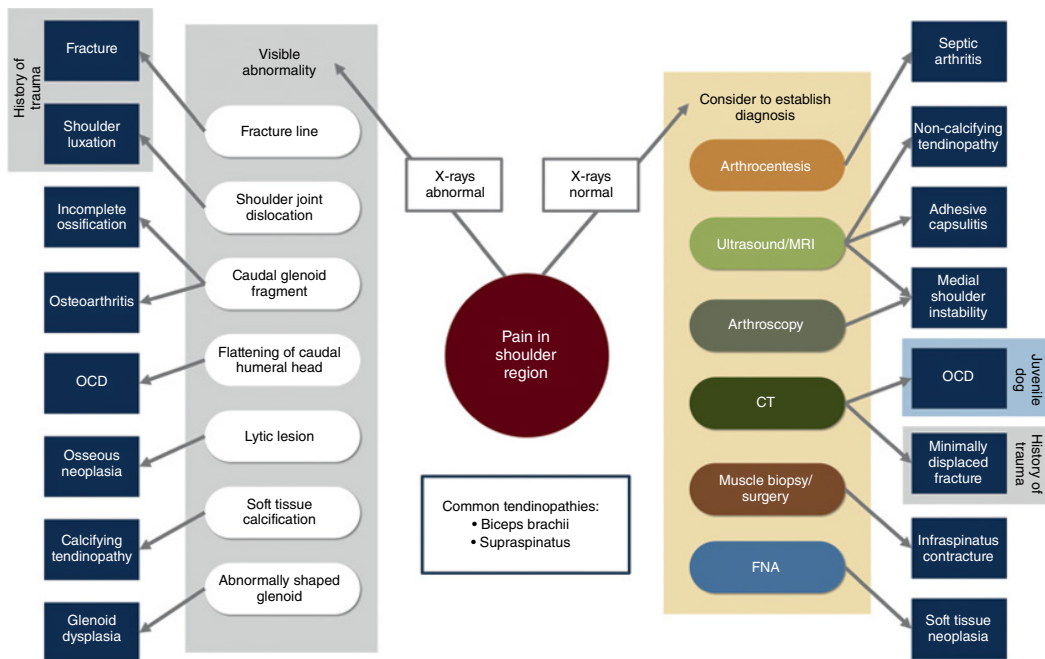 History of
trauma
Fracture
Shoulder
luxation
Incomplete
ossification
Osteoarthritis
OCD
Osseous
neoplasia
Calcifying
tendinopathy
Glenoid
dysplasia
Visible
abnormality
Fracture line
Shoulder joint
dislocation
Caudal glenoid
fragment
Flattening of caudal
humeral head
Lytic lesion
Soft tissue
calcification
Abnormally shaped
glenoid
X-rays
abnormal
X-rays
normal
Pain in
shoulder
region
Common tendinopathies:
• Biceps brachii
• Supraspinatus
Consider to establish
diagnosis
Arthrocentesis
Ultrasound/MRI
Arthroscopy
CT
Muscle biopsy/
surgery
FNA
Septic
arthritis
Non-calcifying
tendinopathy
Adhesive
capsulitis
Medial
shoulder
instability
OCD
Juvenile
dog
Minimally
displaced
fracture
History of
trauma
Infraspinatus
contracture
Soft tissue
neoplasia